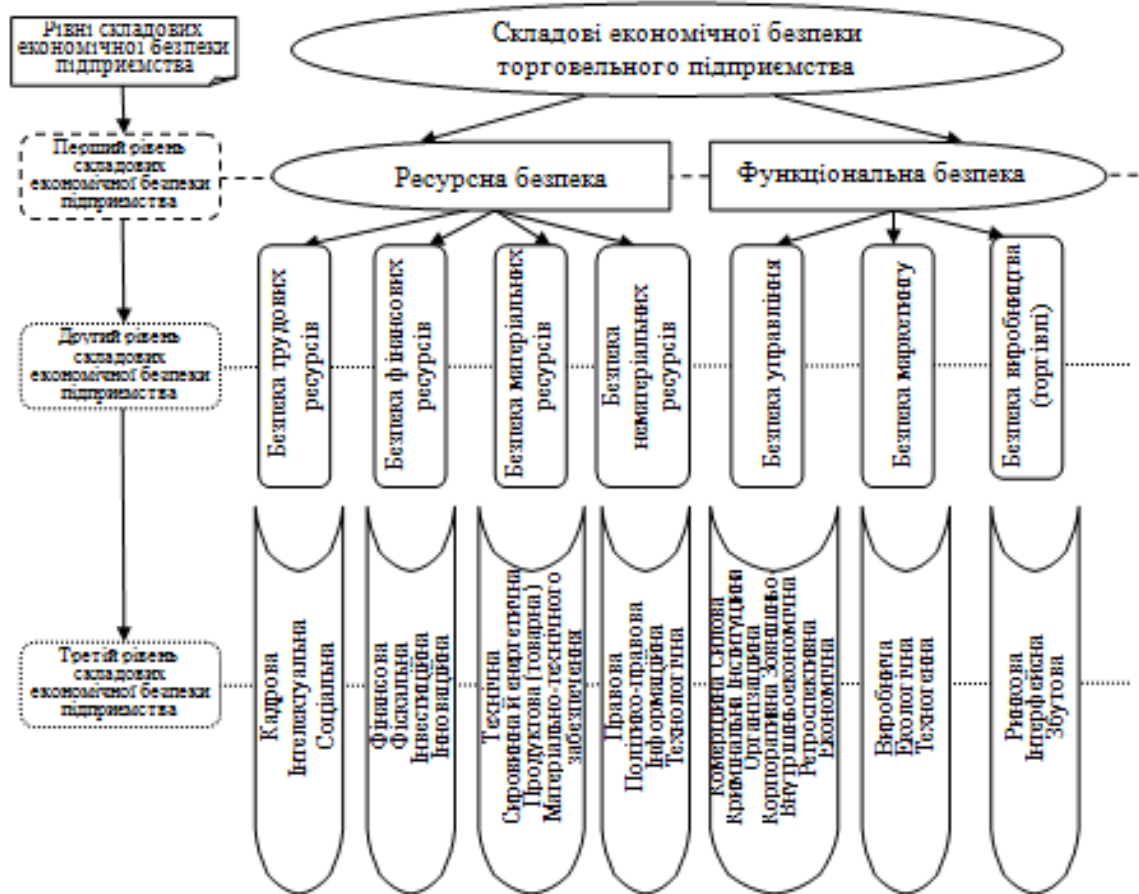 Рівні складових
економічної безпеки
підприємства
Складові економічної безпеки
торговельного підприємства
Перший рівень
складових
економічної безпеки
підприємства
Ресурсна безпека
Функціональна безпека
Другий рівень
складових
економічної безпеки
підприємства
Безпека трудових
ресурсів
Безпека фінансових
ресурсів
Безпека матеріальних
ресурсів
Безпека
нематеріальних
ресурсів
Безпека управління
Безпека маркетингу
Безпека виробництва
(торгівлі)
Третій рівень
складових
економічної безпеки
підприємства
Кадрова
Інтелектуальна
Соціальна
Фінансова
Фіскальна
Інвестиційна
Інноваційна
Технічна
Сировинна й енергетична
Продуктова (товарна)
Матеріально-технічного
забезпечення
Правова
Політико-правова
Інформаційна
Технологічна
Комерційна Силова
Кримінальна Інституційна
Організаційна
Корпоративна Зовнішньо-
Внутрішньоекономічна
Ретроспективна
Економічна
Виробнича
Екологічна
Техногенна
Ринкова
Інтерфейсна
Збутова